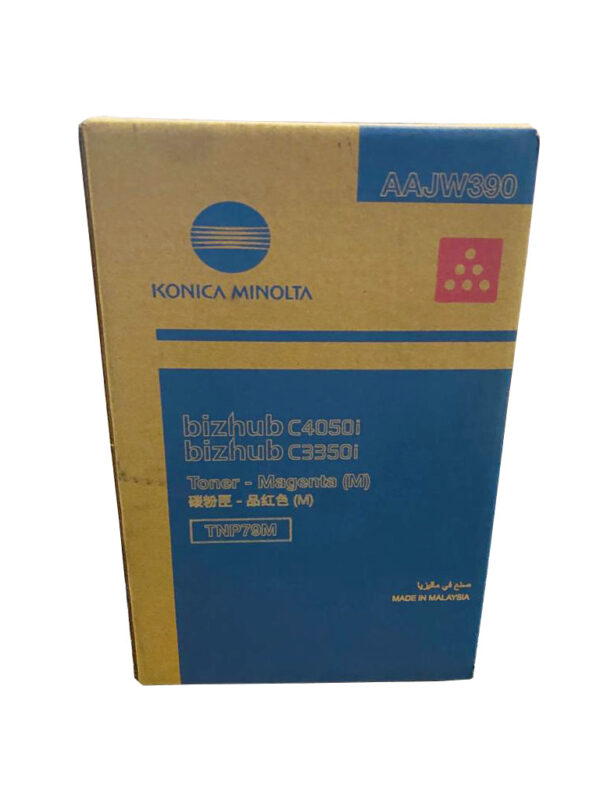 AAJW390
KONICA MINOLTA
bizhub C4050i
bizhub C3350i
Toner - Magenta (M)
碳粉匣 - 品紅色 (M)
TNP79M
صنع في ماليزيا
MADE IN MALAYSIA